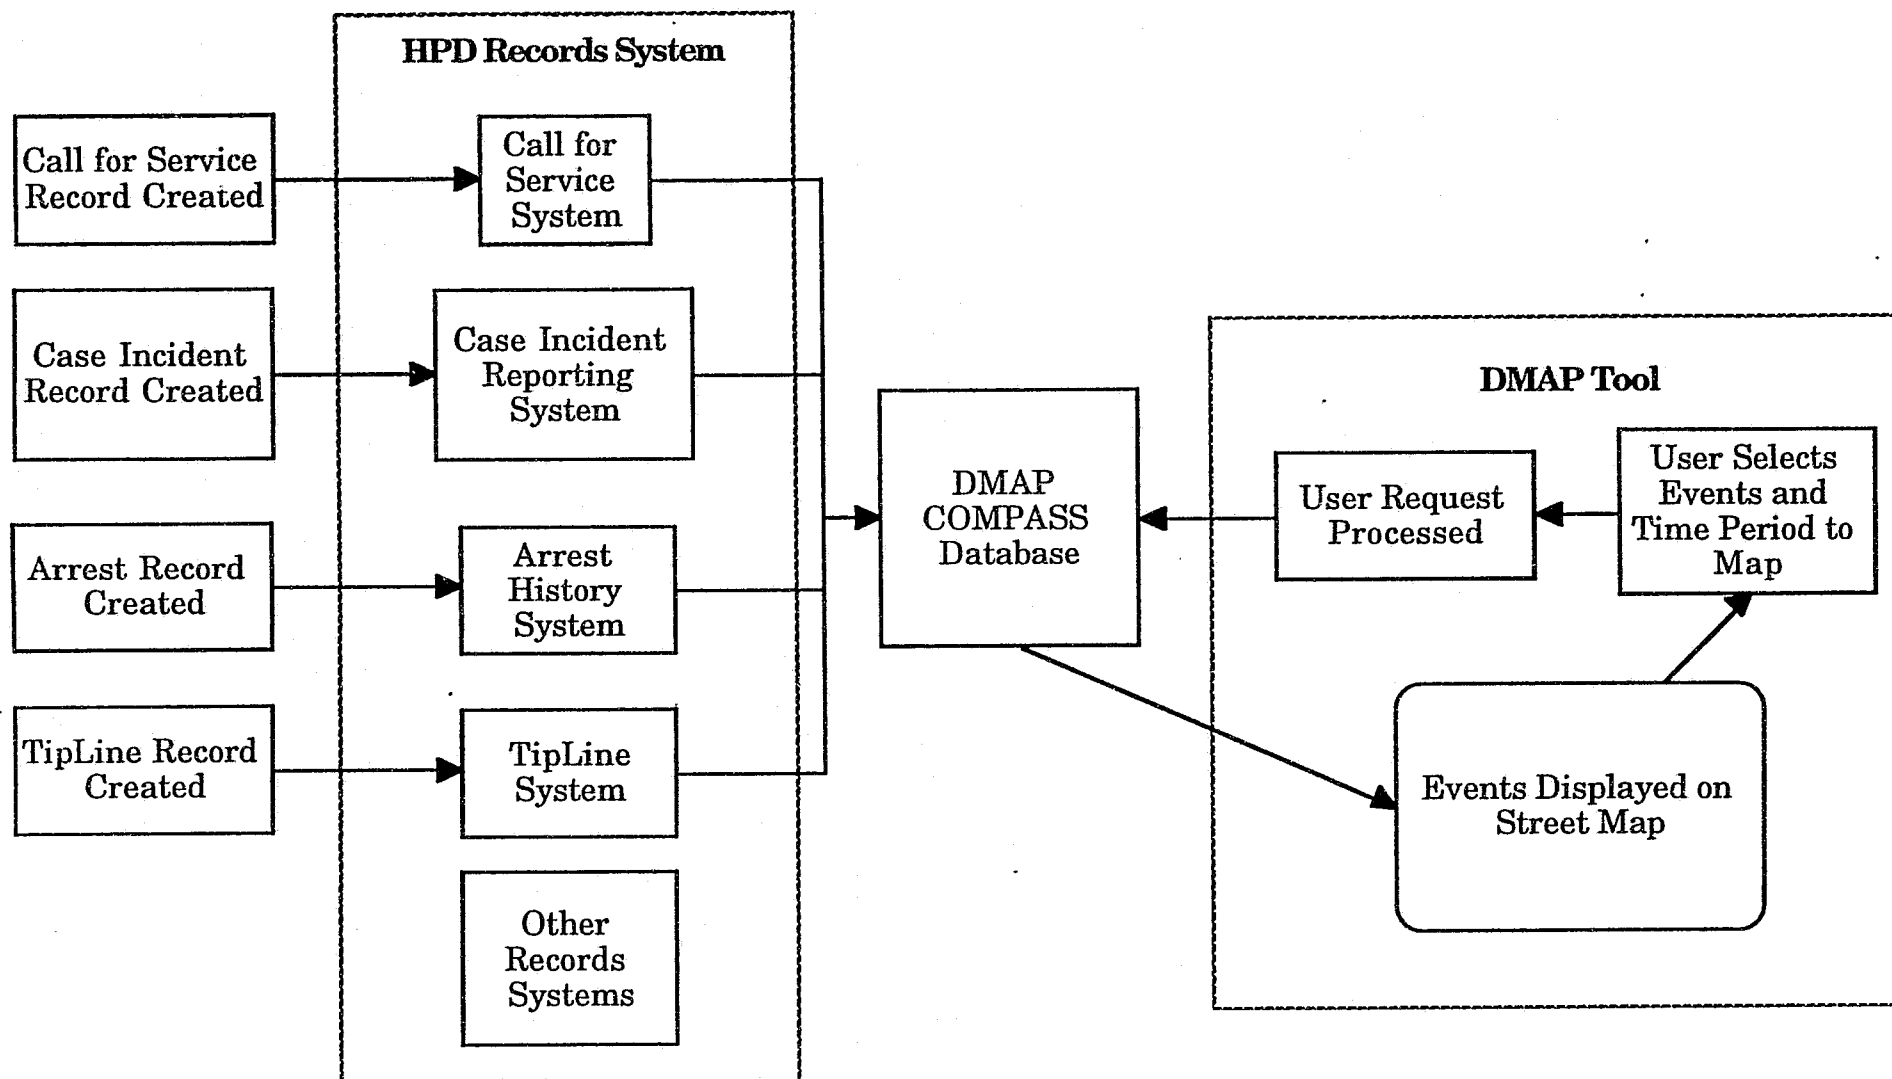 HPD Records System
Call for Service
Record Created
Call for
Service
System
Case Incident
Record Created
Case Incident
Reporting
System
Arrest Record
Created
Arrest
History
System
TipLine Record
Created
TipLine
System
Other
Records
Systems
DMAP
COMPASS
Database
DMAP Tool
User Request
Processed
User Selects
Events and
Time Period to
Map
Events Displayed on
Street Map